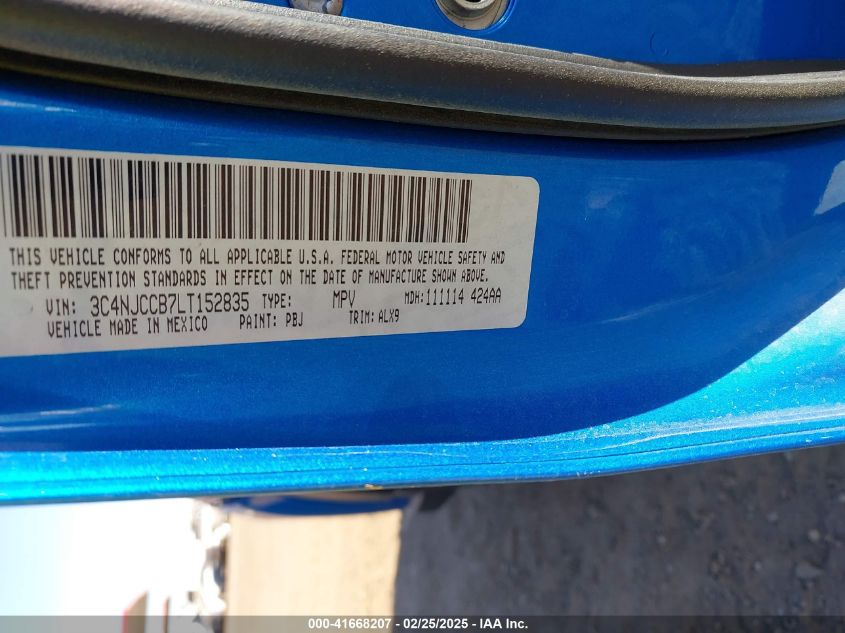 THIS VEHICLE CONFORMS TO ALL APPLICABLE U.S.A. FEDERAL MOTOR VEHICLE SAFETY AND
THEFT PREVENTION STANDARDS IN EFFECT ON THE DATE OF MANUFACTURE SHOWN ABOVE.
VIN: 3C4NJCCB7LT152835 TYPE: MPV MDH:111114 424AA
VEHICLE MADE IN MEXICO PAINT: PBJ TRIM: ALX9
000-41668207 - 02/25/2025 - IAA Inc.